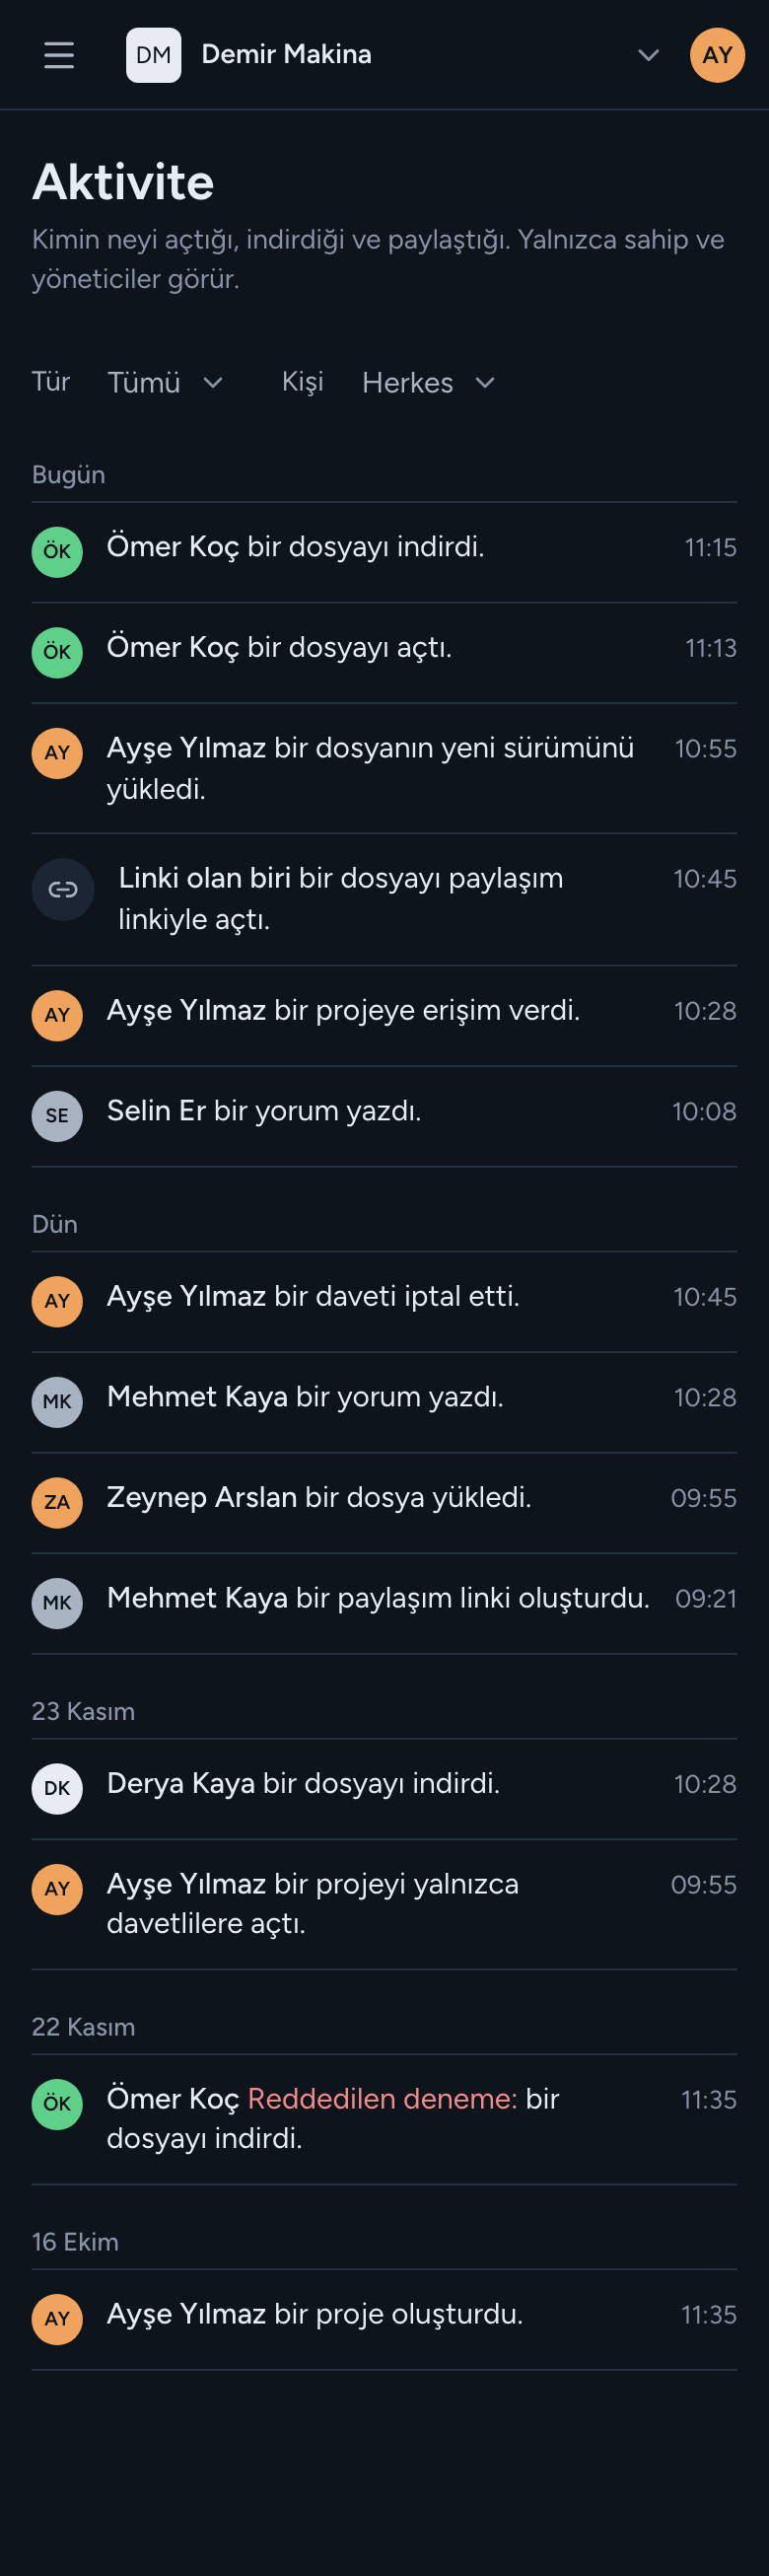 DM Demir Makina AY
Aktivite
Kimin neyi açtığı, indirdiği ve paylaştığı. Yalnızca sahip ve
yöneticiler görür.
Tür Tümü Kişi Herkes
Bugün
ÖK Ömer Koç bir dosyayı indirdi. 11:15
ÖK Ömer Koç bir dosyayı açtı. 11:13
AY Ayşe Yılmaz bir dosyanın yeni sürümünü 10:55
yükledi.
Linki olan biri bir dosyayı paylaşım 10:45
linkiyle açtı.
AY Ayşe Yılmaz bir projeye erişim verdi. 10:28
SE Selin Er bir yorum yazdı. 10:08
Dün
AY Ayşe Yılmaz bir daveti iptal etti. 10:45
MK Mehmet Kaya bir yorum yazdı. 10:28
ZA Zeynep Arslan bir dosya yükledi. 09:55
MK Mehmet Kaya bir paylaşım linki oluşturdu. 09:21
23 Kasım
DK Derya Kaya bir dosyayı indirdi. 10:28
AY Ayşe Yılmaz bir projeyi yalnızca 09:55
davetlilere açtı.
22 Kasım
ÖK Ömer Koç Reddedilen deneme: bir 11:35
dosyayı indirdi.
16 Ekim
AY Ayşe Yılmaz bir proje oluşturdu. 11:35